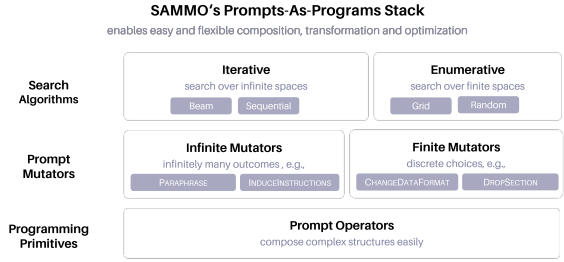 SAMMO's Prompts-As-Programs Stack
enables easy and flexible composition, transformation and optimization
Search
Algorithms
Iterative
search over infinite spaces
Beam
Sequential
Enumerative
search over finite spaces
Grid
Random
Prompt
Mutators
Infinite Mutators
infinitely many outcomes , e.g.,
PARAPHRASE
INDUCEINSTRUCTIONS
Finite Mutators
discrete choices, e.g.,
CHANGEDATAFORMAT
DROPSECTION
Programming
Primitives
Prompt Operators
compose complex structures easily